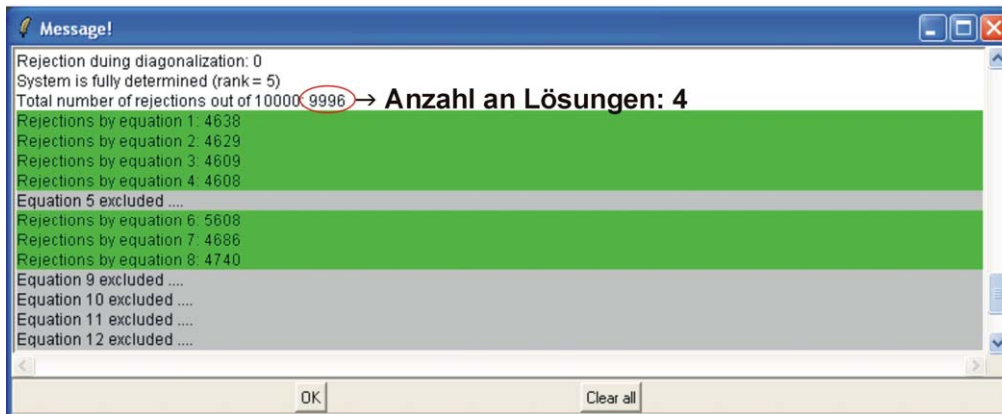 Message!
Rejection duing diagonalization: 0
System is fully determined (rank = 5)
Total number of rejections out of 10000: 9996 → Anzahl an Lösungen: 4
Rejections by equation 1: 4638
Rejections by equation 2: 4629
Rejections by equation 3: 4609
Rejections by equation 4: 4608
Equation 5 excluded ....
Rejections by equation 6: 5608
Rejections by equation 7: 4686
Rejections by equation 8: 4740
Equation 9 excluded ....
Equation 10 excluded ....
Equation 11 excluded ....
Equation 12 excluded ....
OK Clear all